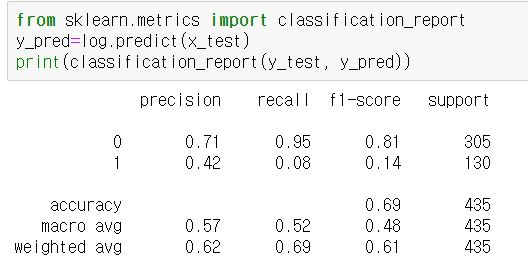 from sklearn.metrics import classification_report
y_pred=log.predict(x_test)
print(classification_report(y_test, y_pred))
precision recall f1-score support
0 0.71 0.95 0.81 305
1 0.42 0.08 0.14 130
accuracy 0.69 435
macro avg 0.57 0.52 0.48 435
weighted avg 0.62 0.69 0.61 435